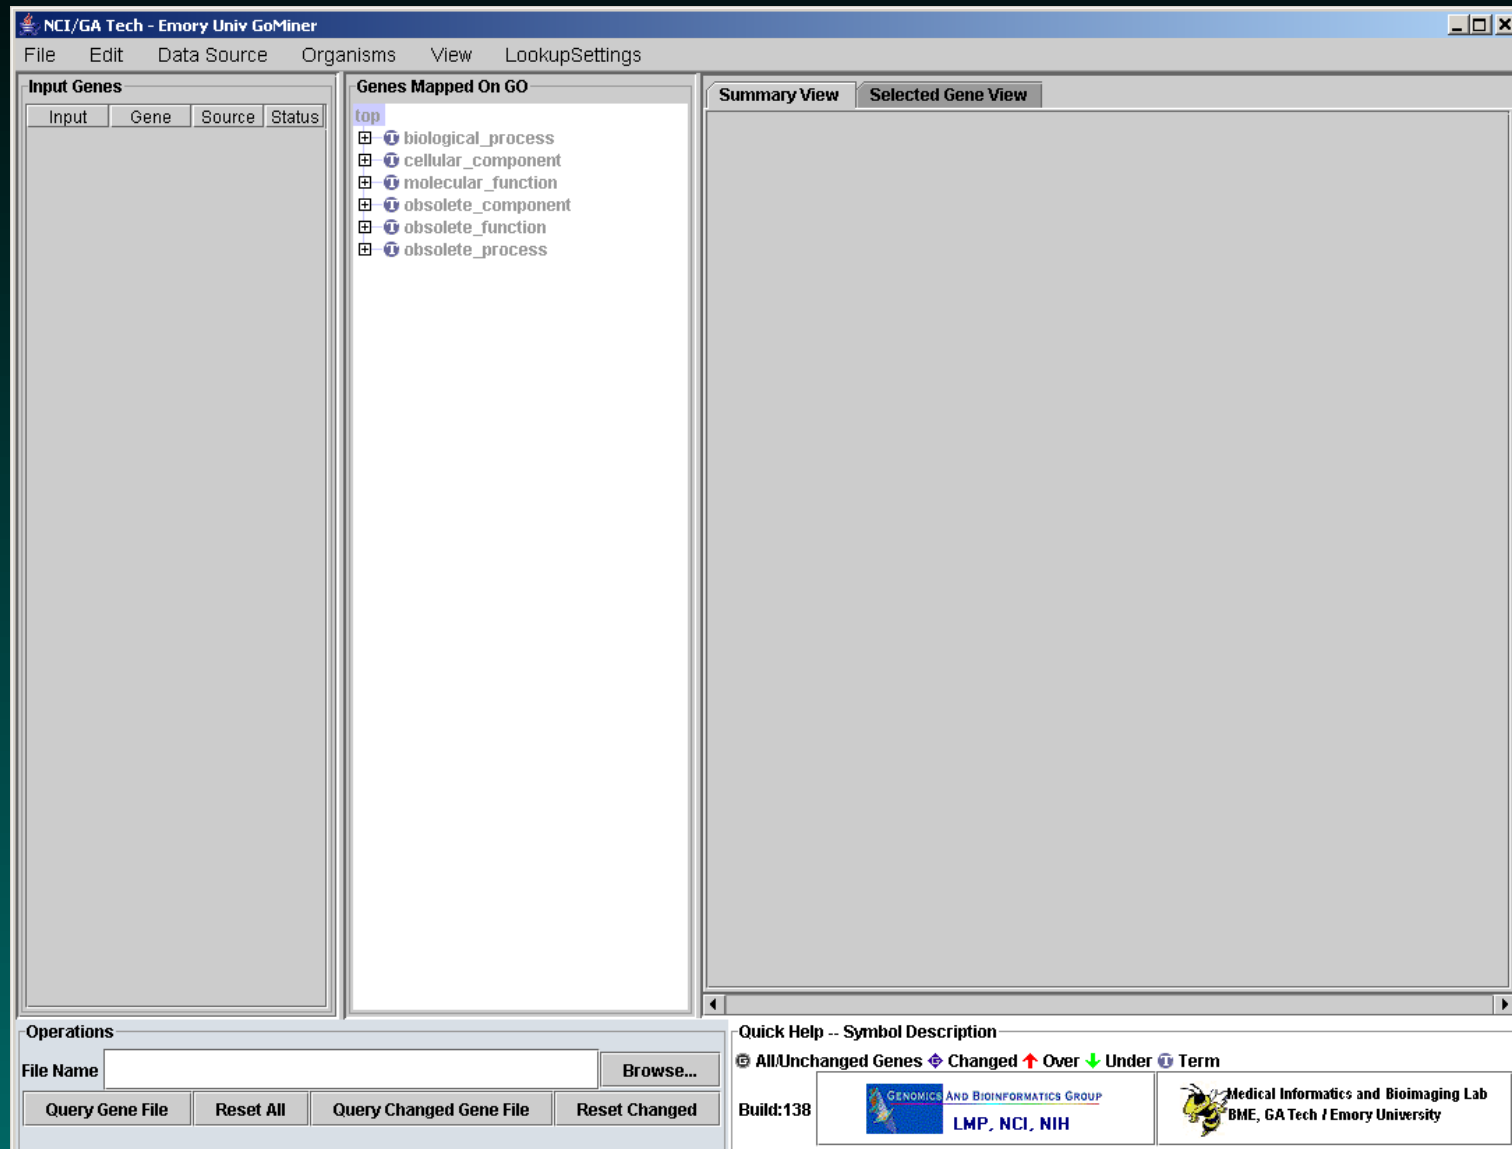 NCI/GA Tech - Emory Univ GoMiner
File Edit Data Source Organisms View LookupSettings
Input Genes
Input Gene Source Status
Genes Mapped On GO
top
biological_process
cellular_component
molecular_function
obsolete_component
obsolete_function
obsolete_process
Summary View Selected Gene View
Operations
File Name Browse...
Query Gene File Reset All Query Changed Gene File Reset Changed
Quick Help -- Symbol Description
G All/Unchanged Genes G Changed Over Under T Term
Build:138
GENOMICS AND BIOINFORMATICS GROUP
LMP, NCI, NIH
Medical Informatics and Bioimaging Lab
BME, GA Tech / Emory University